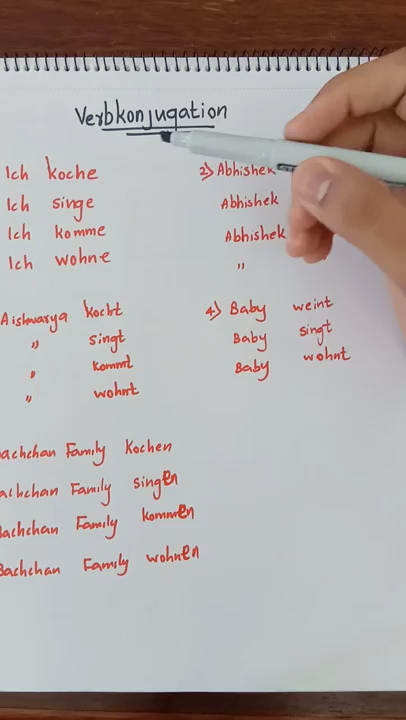 Verbkonjugation
Ich koche
Ich singe
Ich komme
Ich wohne
2) Abhishek
Abhishek
Abhishek
"
Aishwarya kocht
" singt
" kommt
" wohnt
4) Baby weint
Baby singt
Baby wohnt
Bachchan Family kochen
Bachchan Family singen
Bachchan Family kommen
Bachchan Family wohnen